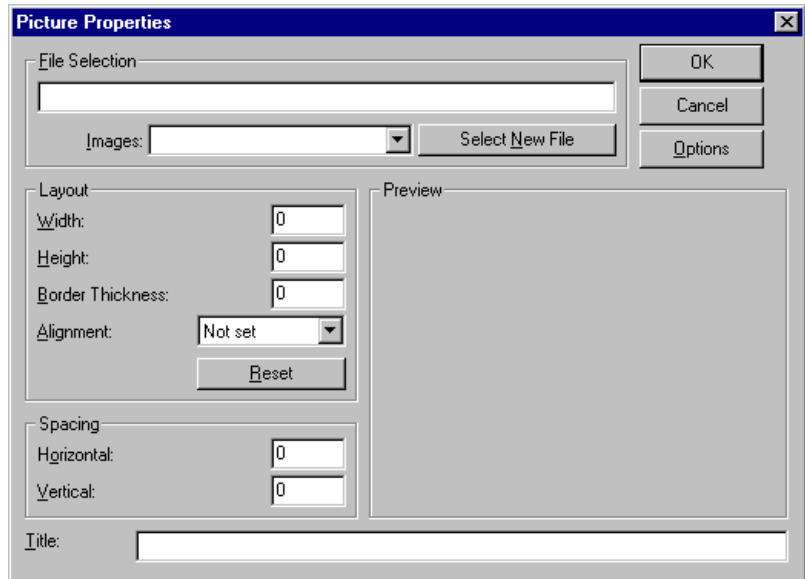 Picture Properties
File Selection
OK
Cancel
Images:
Select New File
Options
Layout
Preview
Width:
0
Height:
0
Border Thickness:
0
Alignment:
Not set
Reset
Spacing
Horizontal:
0
Vertical:
0
Title: